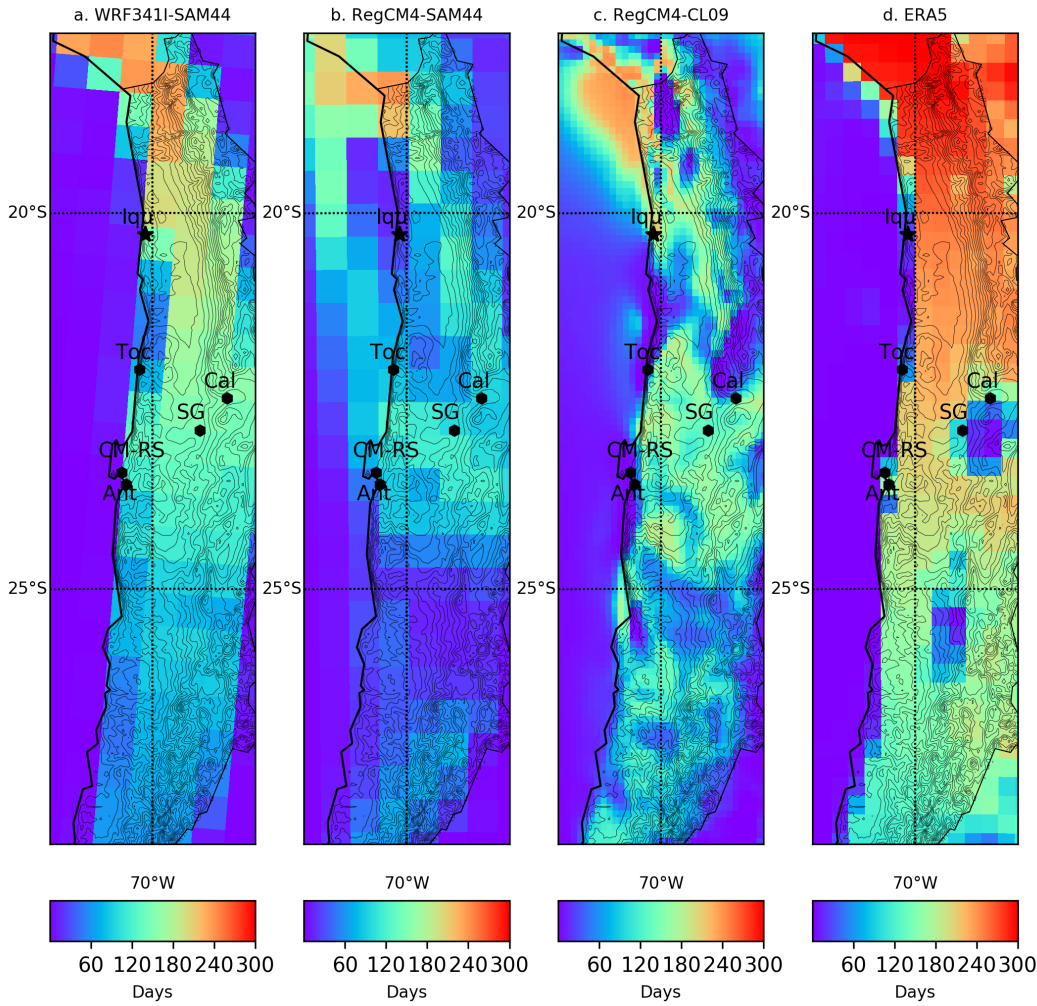 a. WRF341I-SAM44
b. RegCM4-SAM44
c. RegCM4-CL09
d. ERA5
20°S
20°S
20°S
20°S
Iqu
Iqu
Iqu
Iqu
Toc
Toc
Toc
Toc
Cal
Cal
Cal
Cal
SG
SG
SG
SG
CM-RS
CM-RS
CM-RS
CM-RS
Ant
Ant
Ant
Ant
25°S
25°S
25°S
25°S
70°W
70°W
70°W
70°W
60 120 180 240 300
60 120 180 240 300
60 120 180 240 300
60 120 180 240 300
Days
Days
Days
Days